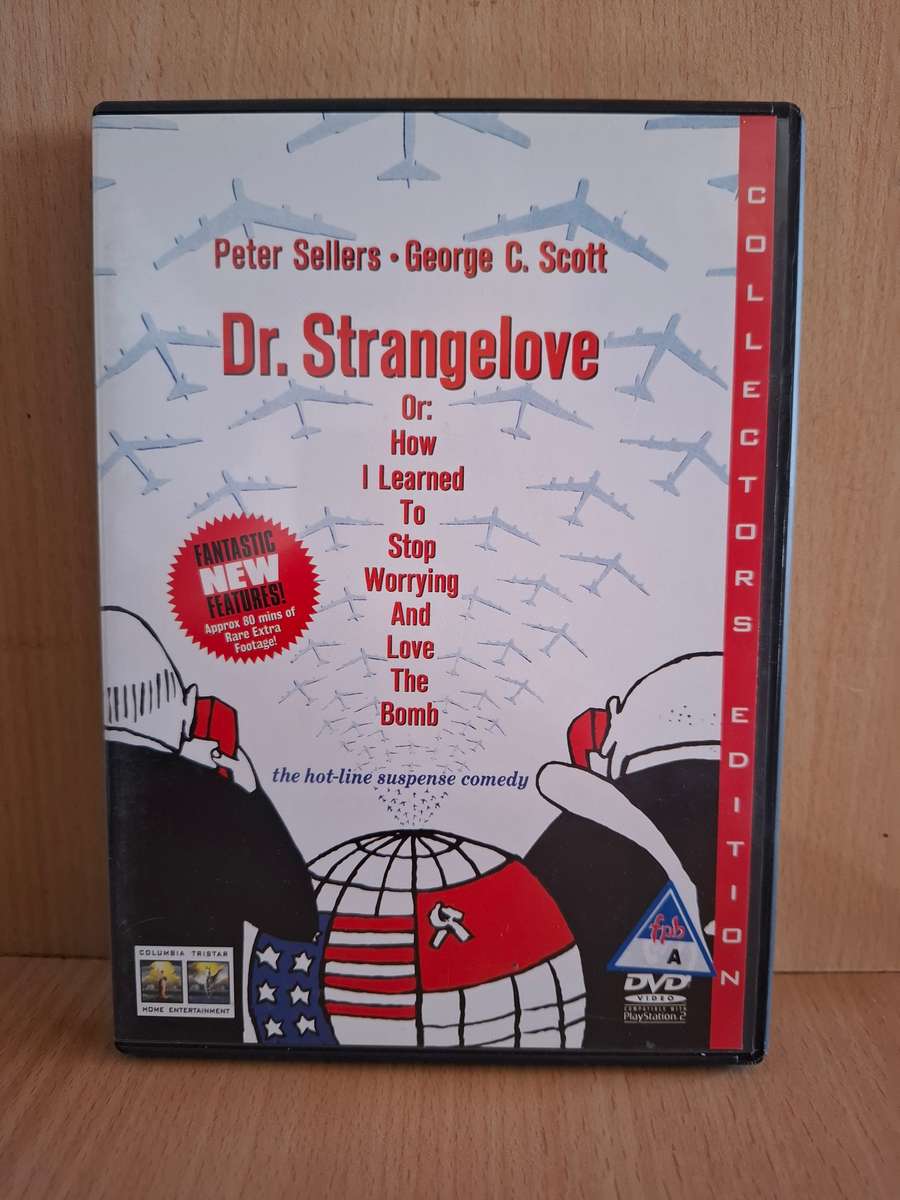 Peter Sellers • George C. Scott
Dr. Strangelove
Or:
How
I Learned
To
Stop
Worrying
And
Love
The
Bomb
the hot-line suspense comedy
FANTASTIC
NEW
FEATURES!
Approx 80 mins of
Rare Extra
Footage!
COLLECTORS EDITION
COLUMBIA TRISTAR
HOME ENTERTAINMENT
fpb
A
DVD
VIDEO
COMPATIBLE WITH
PlayStation 2